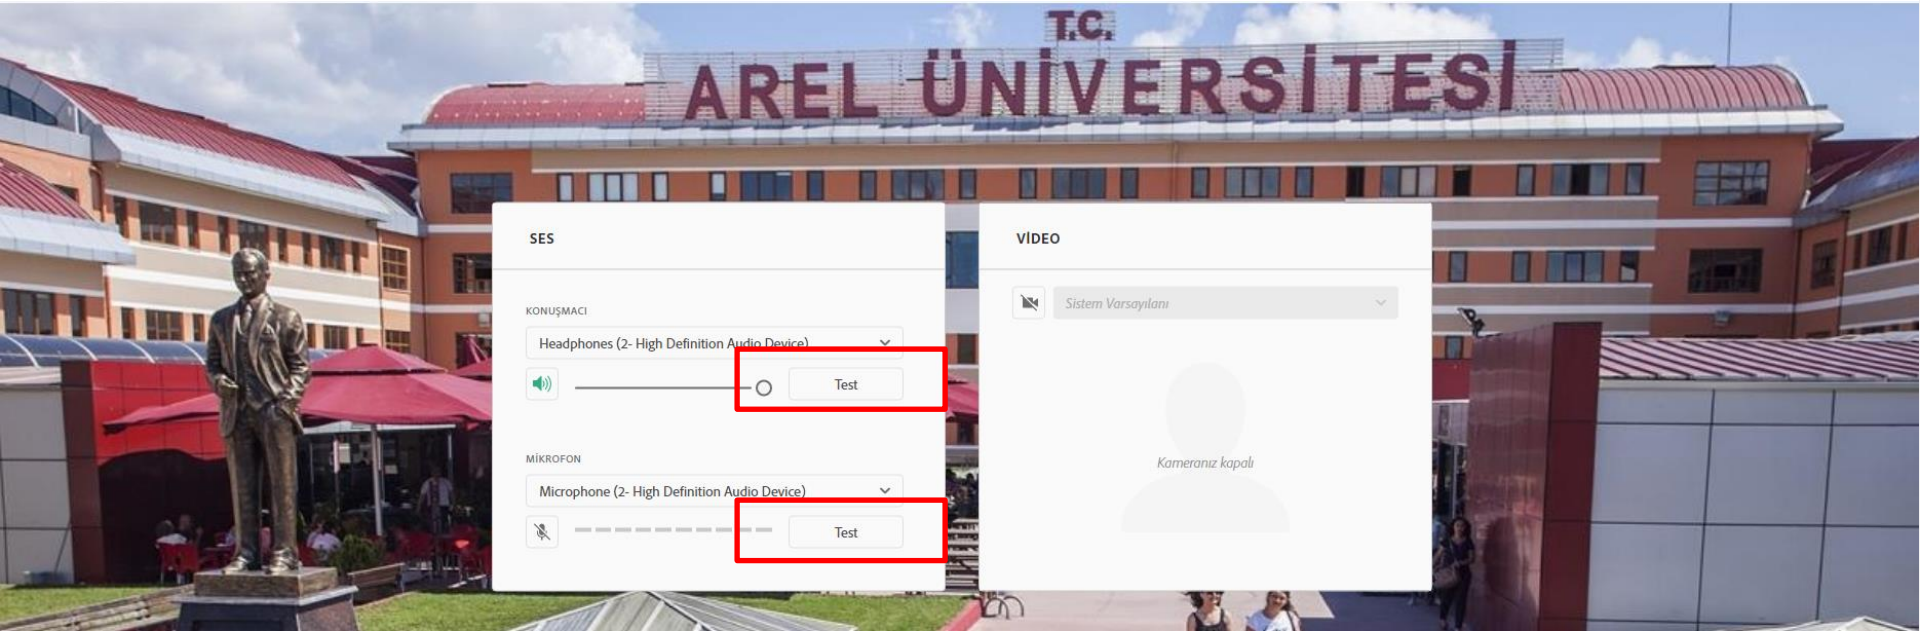 T.C.
AREL ÜNİVERSİTESİ
SES
KONUŞMACI
Headphones (2- High Definition Audio Device)
Test
MİKROFON
Microphone (2- High Definition Audio Device)
Test
VİDEO
Sistem Varsayılanı
Kameranız kapalı